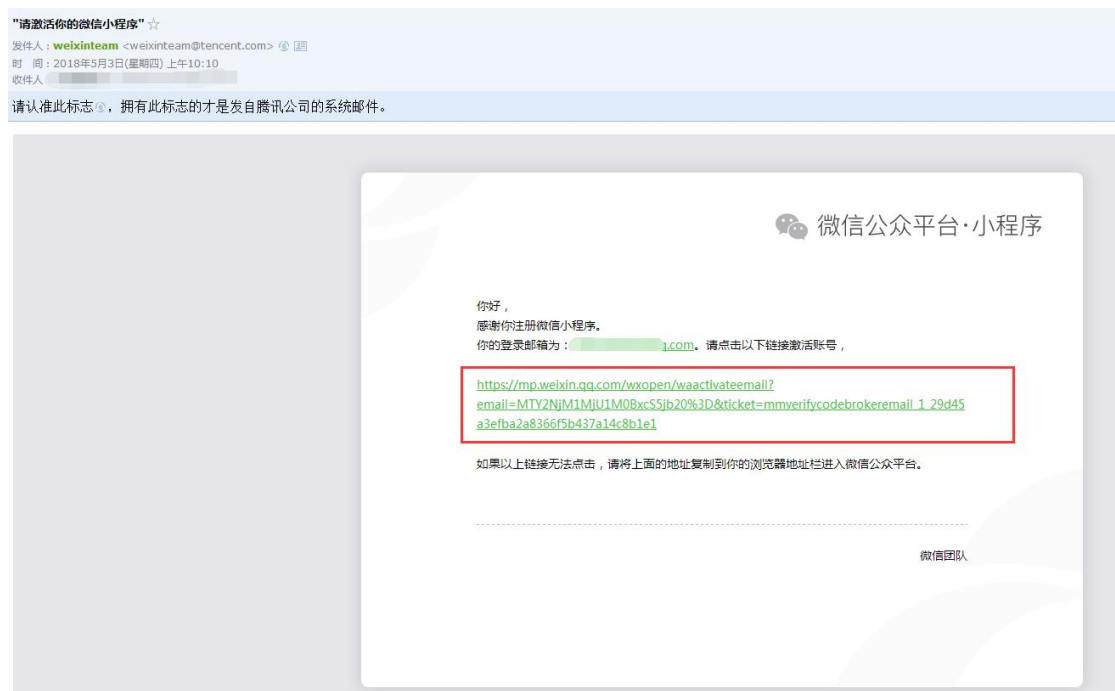 "请激活你的微信小程序"
发件人：weixinteam <weixinteam@tencent.com>
时 间：2018年5月3日(星期四) 上午10:10
收件人
请认准此标志，拥有此标志的才是发自腾讯公司的系统邮件。
微信公众平台·小程序
你好，
感谢你注册微信小程序。
你的登录邮箱为：.com。请点击以下链接激活账号，
https://mp.weixin.qq.com/wxopen/waactivateemail?
email=MTY2NjM1MjU1M0BxcS5jb20%3D&ticket=mmverifycodebrokeremail_1_29d45
a3efba2a8366f5b437a14c8b1e1
如果以上链接无法点击，请将上面的地址复制到你的浏览器地址栏进入微信公众平台。
微信团队